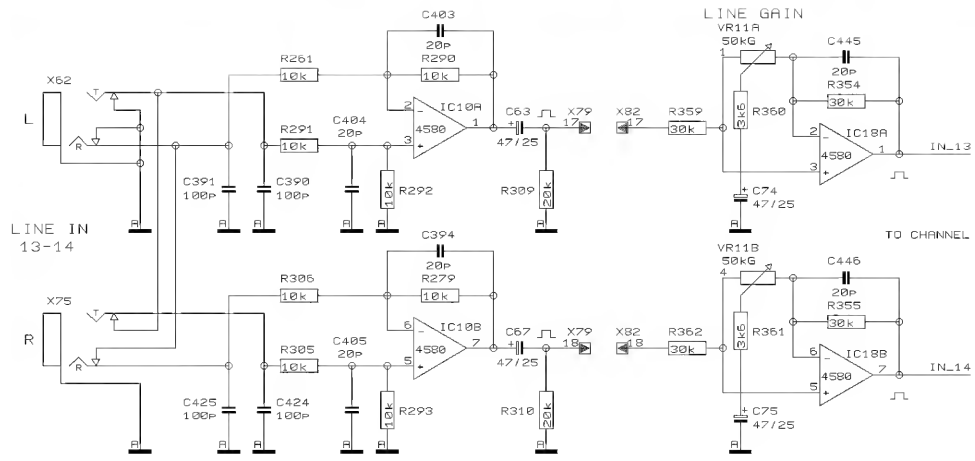 LINE GAIN
C403
20p
R290
10k
R261
10k
VR11A
50kG
1
C445
20p
R354
30k
X62
T
L
R
R291
10k
C404
20p
2
3
IC10A
4580
1
C63
47/25
X79
17
X82
17
R359
30k
3k6
R360
2
3
IC18A
4580
1
IN_13
C391
100p
C390
100p
10k
R292
R309
20k
C74
47/25
A
A
A
A
A
A
A
LINE IN
13-14
TO CHANNEL
C394
20p
R279
10k
R306
10k
VR11B
50kG
4
C446
20p
R355
30k
X75
T
R
R
R305
10k
C405
20p
6
5
IC10B
4580
7
C67
47/25
X79
18
X82
18
R362
30k
3k6
R361
6
5
IC18B
4580
7
IN_14
C425
100p
C424
100p
10k
R293
R310
20k
C75
47/25
A
A
A
A
A
A
A